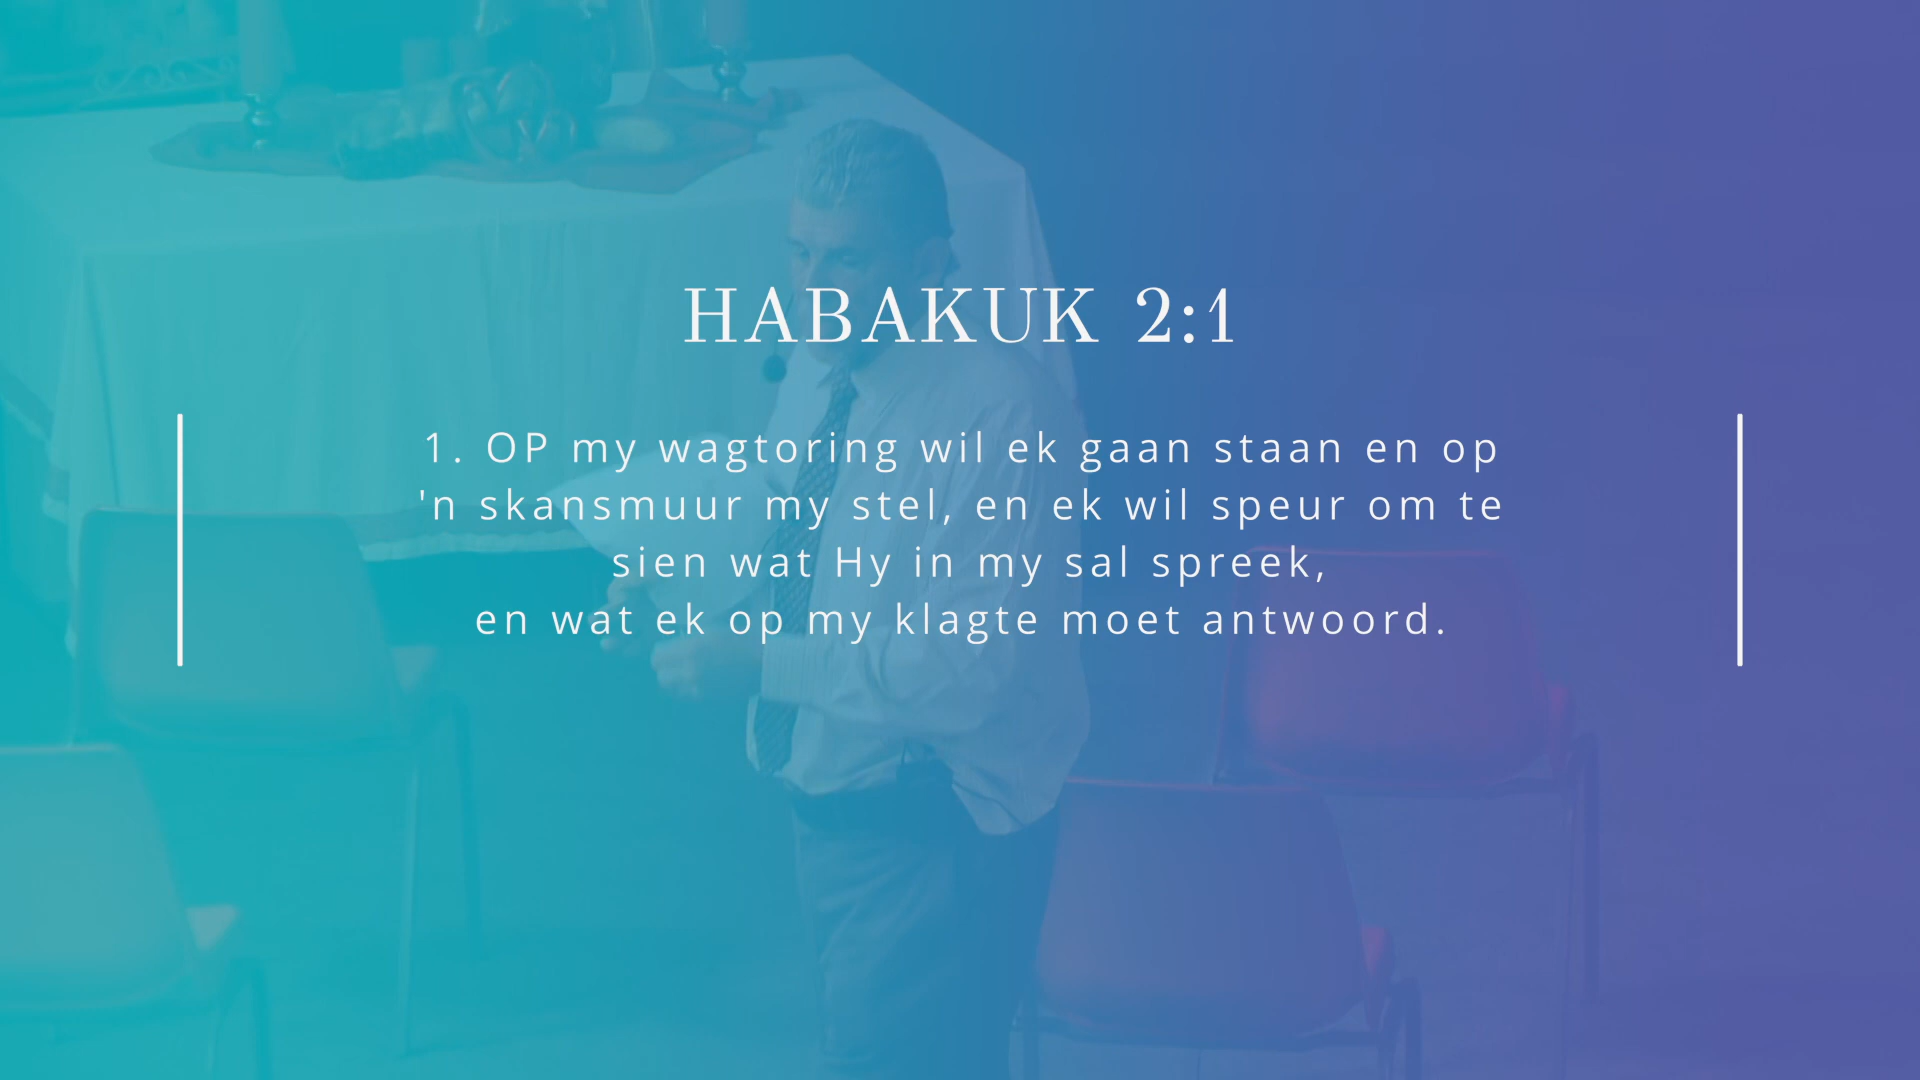 HABAKUK 2:1
1. OP my wagtoring wil ek gaan staan en op
'n skansmuur my stel, en ek wil speur om te
sien wat Hy in my sal spreek,
en wat ek op my klagte moet antwoord.